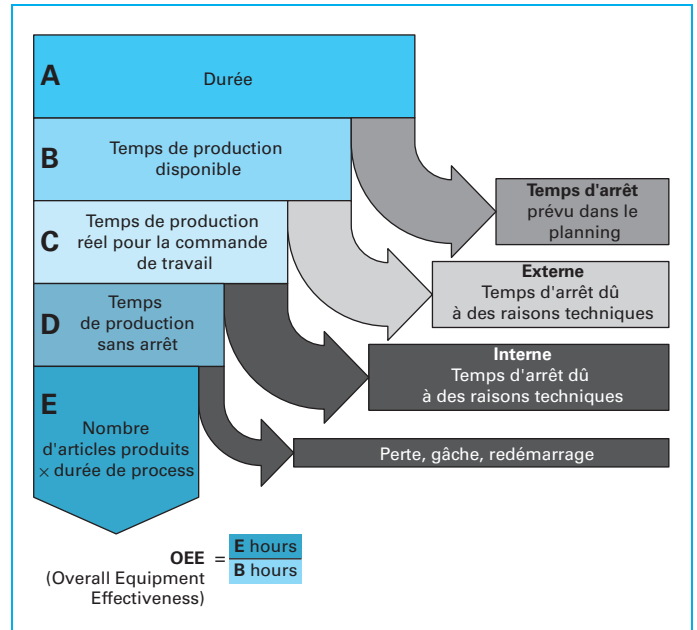 A
Durée
B
Temps de production
disponible
Temps d'arrêt
prévu dans le
planning
C
Temps de production
réel pour la commande
de travail
Externe
Temps d'arrêt dû
à des raisons techniques
D
Temps
de production
sans arrêt
Interne
Temps d'arrêt dû
à des raisons techniques
E
Nombre
d'articles produits
× durée de process
Perte, gâche, redémarrage
OEE = E hours
B hours
(Overall Equipment
Effectiveness)